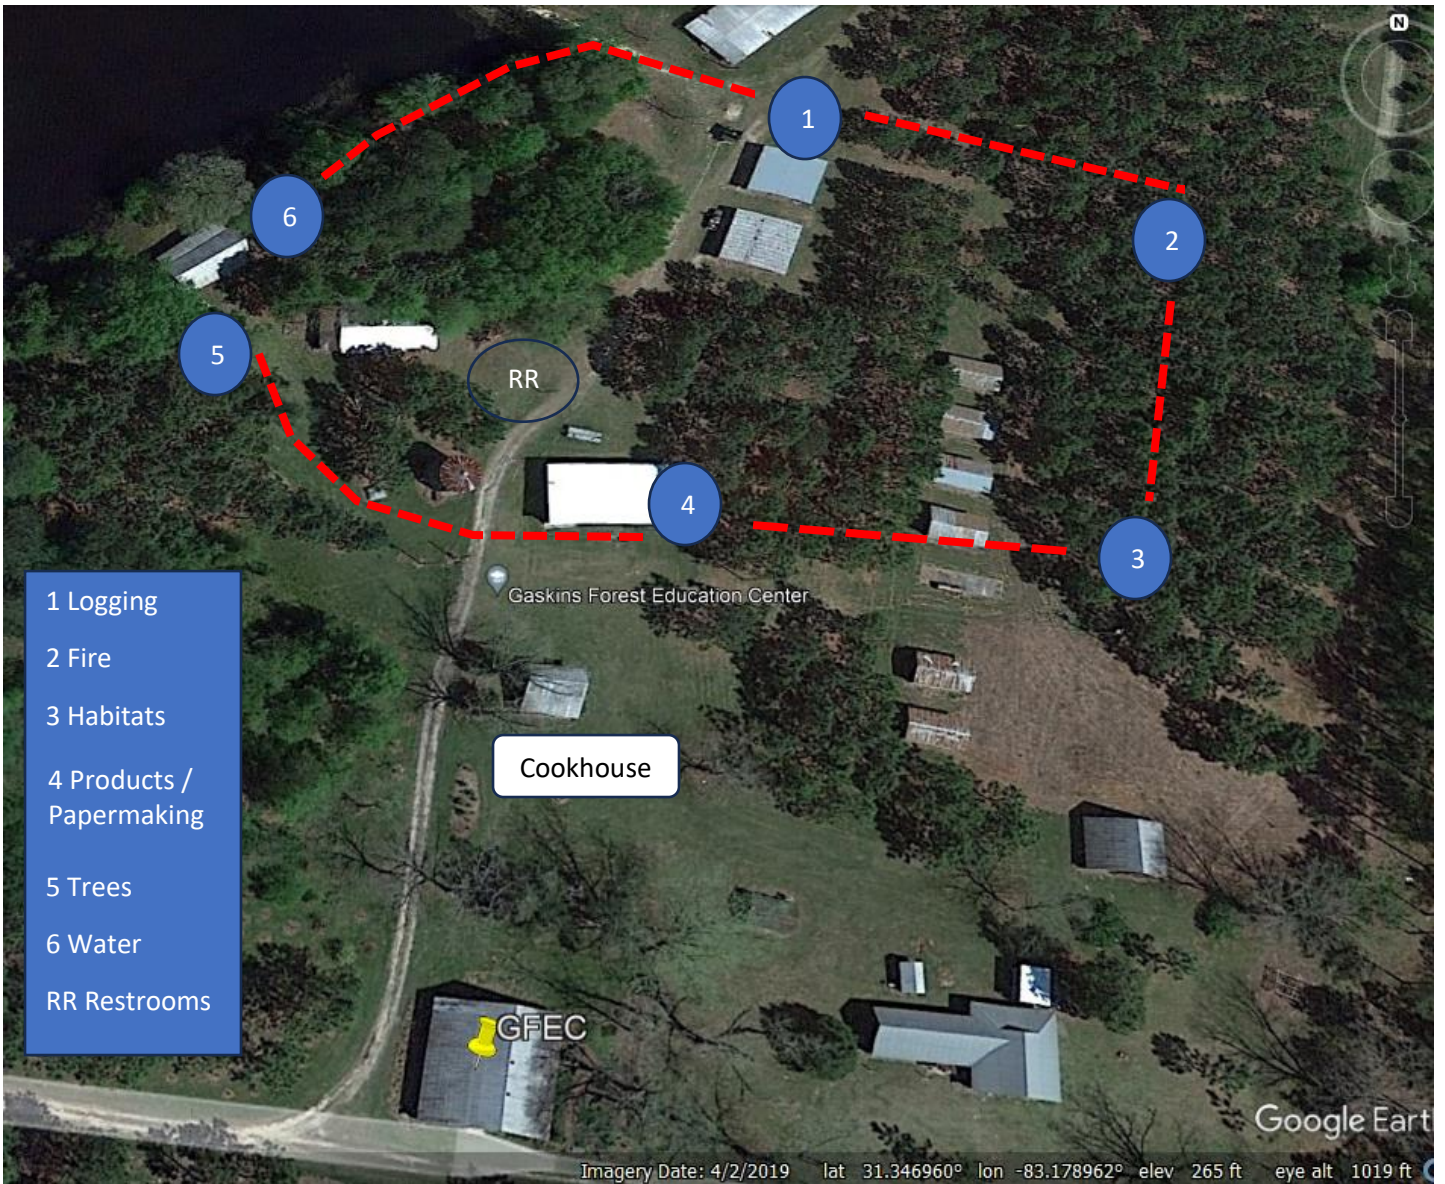 N
1
2
6
5
RR
4
3
Gaskins Forest Education Center
1 Logging
2 Fire
3 Habitats
4 Products /
Papermaking
5 Trees
6 Water
RR Restrooms
Cookhouse
GFEC
Google Eart
Imagery Date: 4/2/2019 lat 31.346960° lon -83.178962° elev 265 ft eye alt 1019 ft